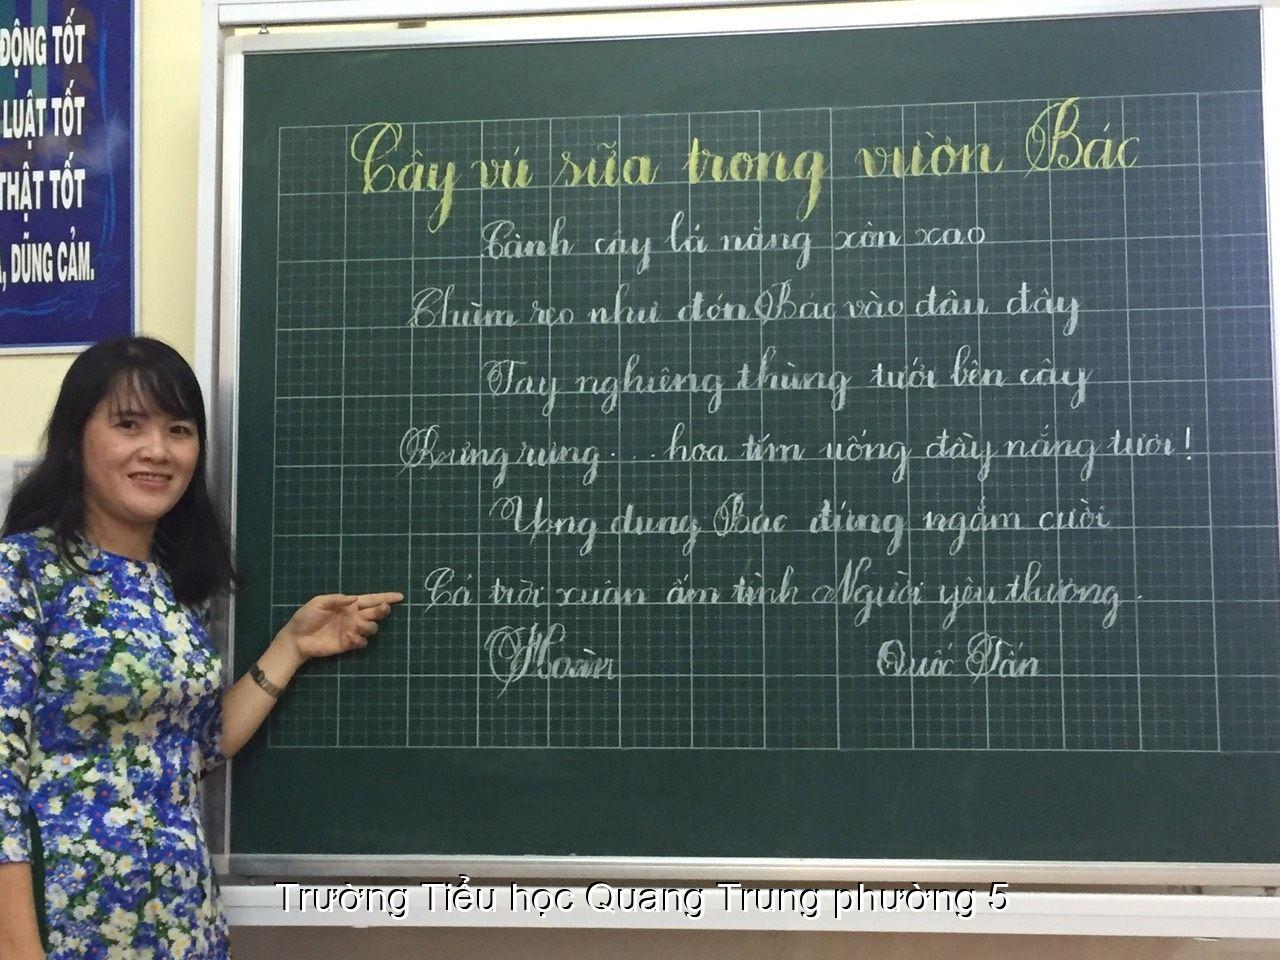 ĐỘNG TỐT
LUẬT TỐT
THẬT TỐT
, DŨNG CẢM.
Cây vú sữa trong vườn Bác
Cành cây lá nắng xôn xao
Chùm reo như đón Bác vào đâu đây
Tay nghiêng thùng tưới bên cây
Rưng rưng... hoa tím uống đầy nắng tươi!
Ung dung Bác đứng ngắm cười
Cả trời xuân ấm tình Người yêu thương.
Quốc Tấn
Trường Tiểu học Quang Trung phường 5